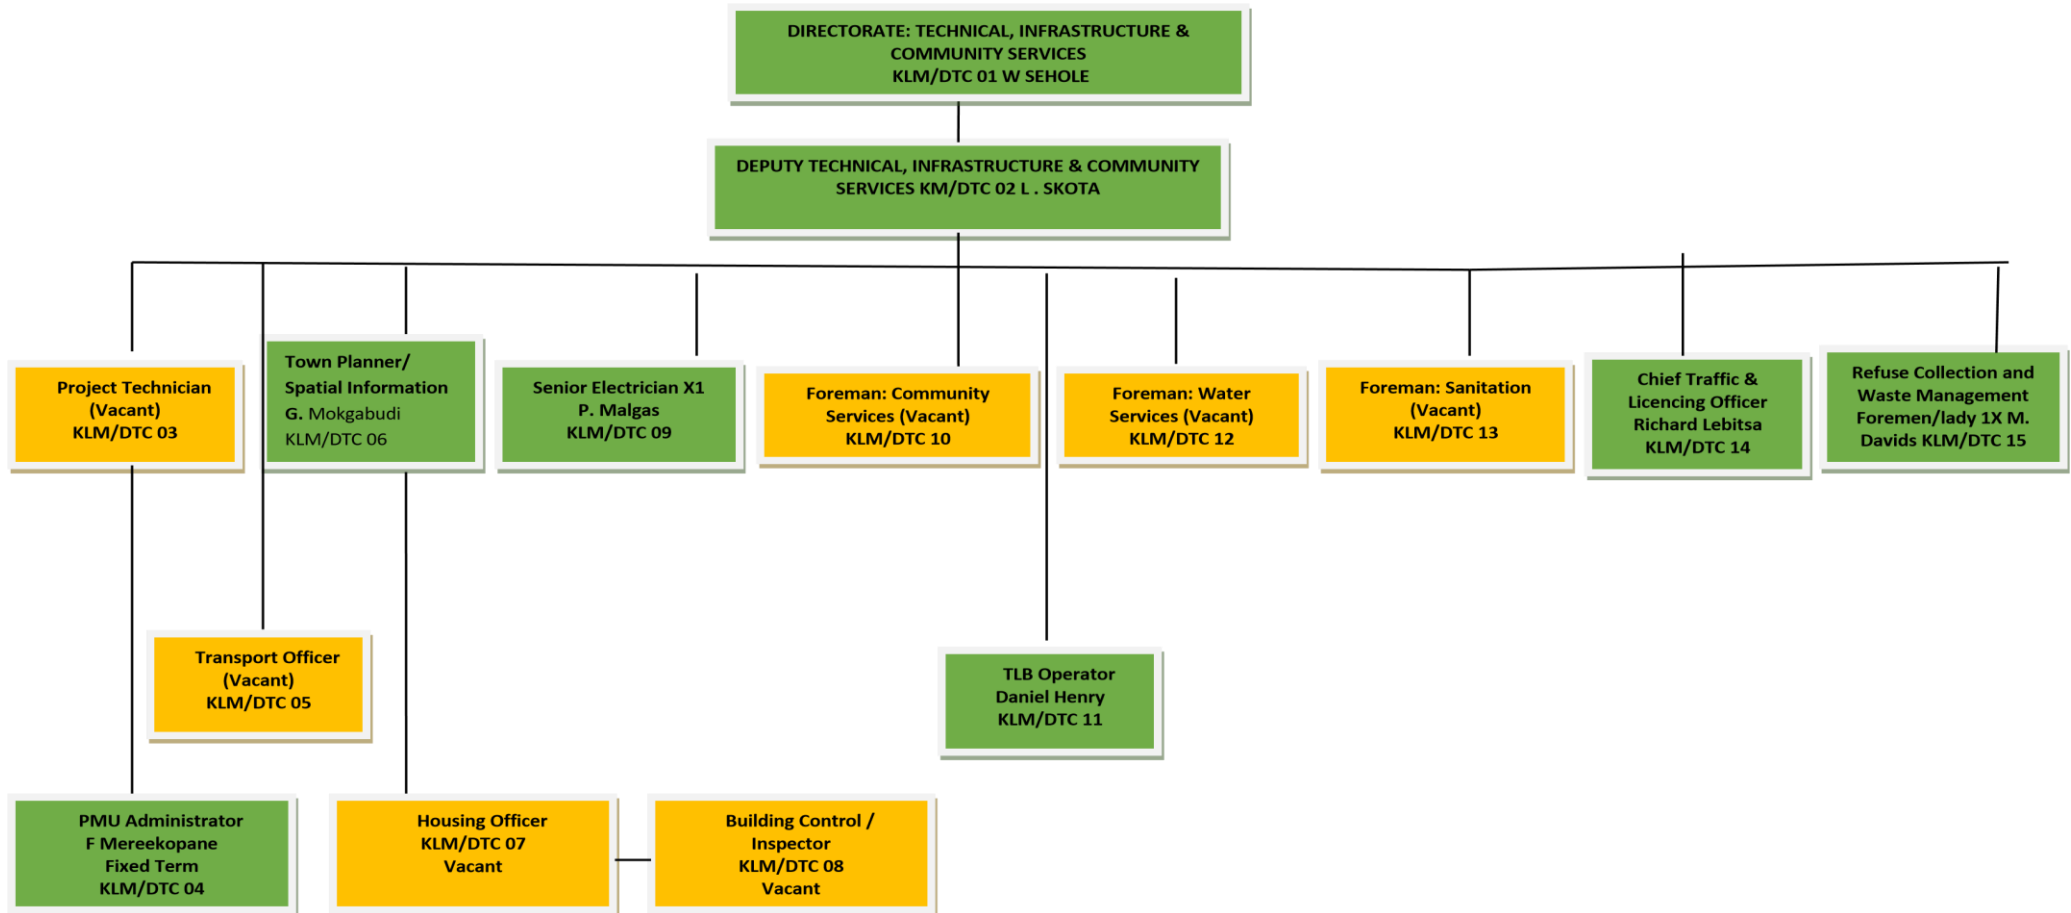 DIRECTORATE: TECHNICAL, INFRASTRUCTURE &
COMMUNITY SERVICES
KLM/DTC 01 W SEHOLE
DEPUTY TECHNICAL, INFRASTRUCTURE & COMMUNITY
SERVICES KM/DTC 02 L . SKOTA
Project Technician
(Vacant)
KLM/DTC 03
Town Planner/
Spatial Information
G. Mokgabudi
KLM/DTC 06
Senior Electrician X1
P. Malgas
KLM/DTC 09
Foreman: Community
Services (Vacant)
KLM/DTC 10
Foreman: Water
Services (Vacant)
KLM/DTC 12
Foreman: Sanitation
(Vacant)
KLM/DTC 13
Chief Traffic &
Licencing Officer
Richard Lebitsa
KLM/DTC 14
Refuse Collection and
Waste Management
Foremen/lady 1X M.
Davids KLM/DTC 15
Transport Officer
(Vacant)
KLM/DTC 05
TLB Operator
Daniel Henry
KLM/DTC 11
PMU Administrator
F Mereekopane
Fixed Term
KLM/DTC 04
Housing Officer
KLM/DTC 07
Vacant
Building Control /
Inspector
KLM/DTC 08
Vacant